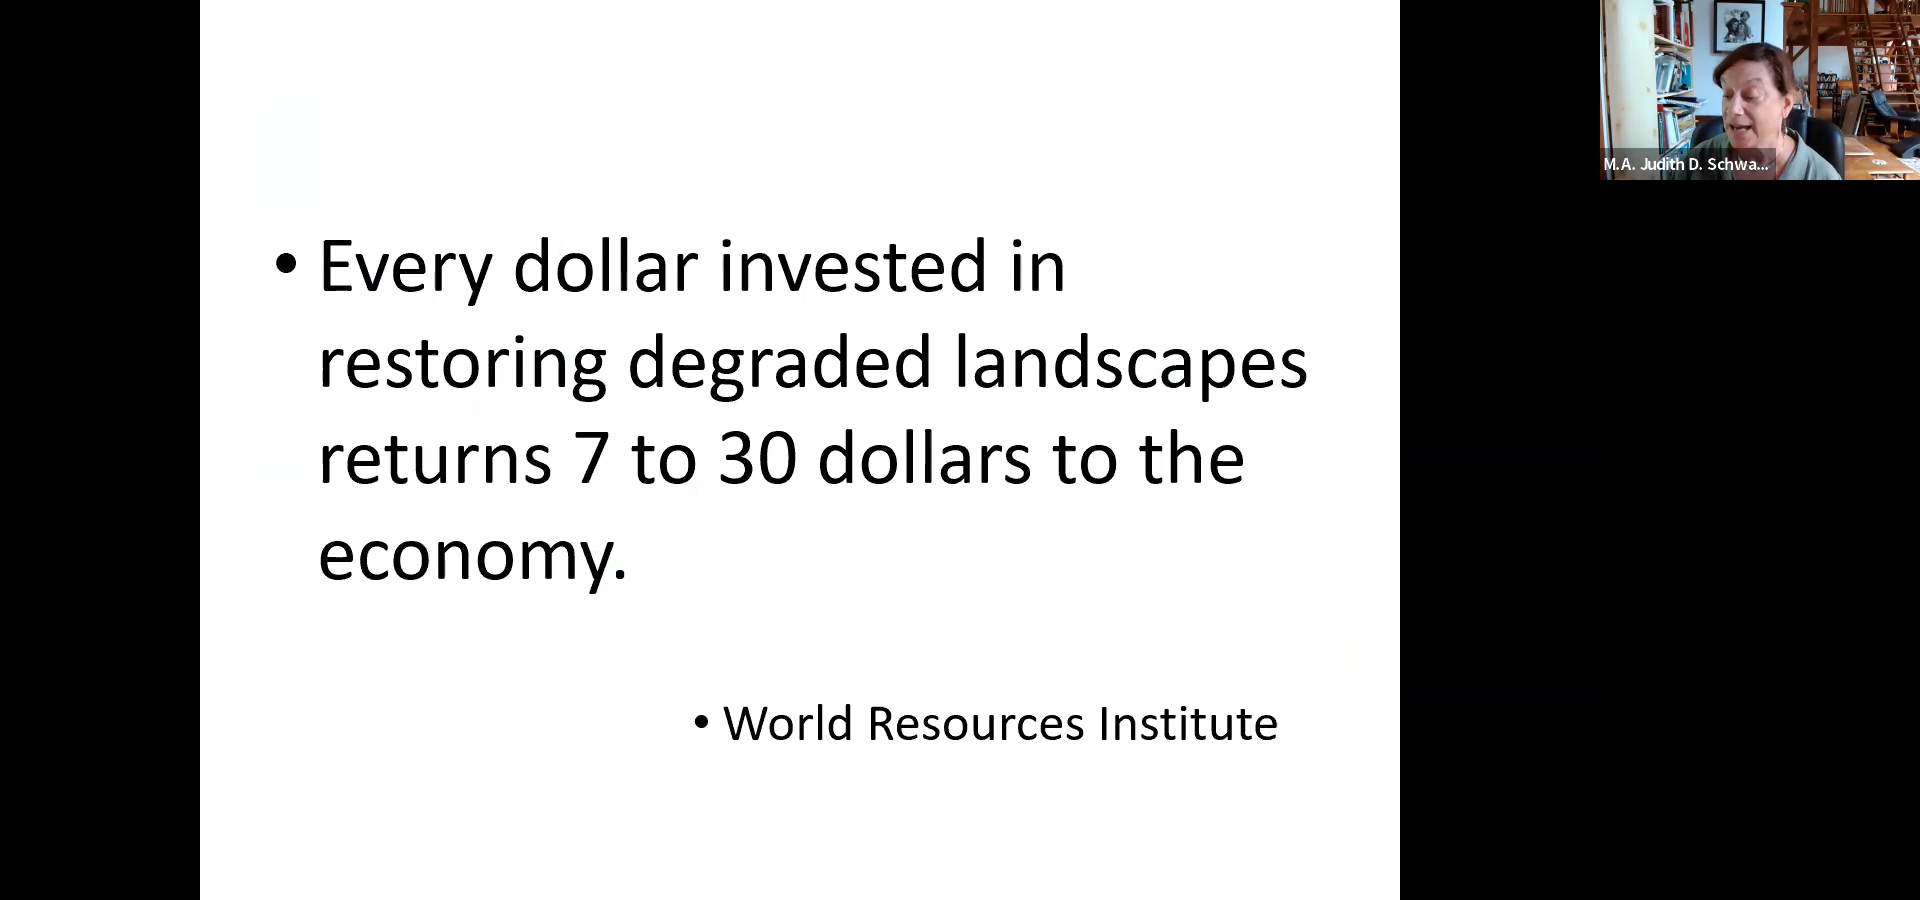 • Every dollar invested in
restoring degraded landscapes
returns 7 to 30 dollars to the
economy.
• World Resources Institute
M.A. Judith D. Schwa...